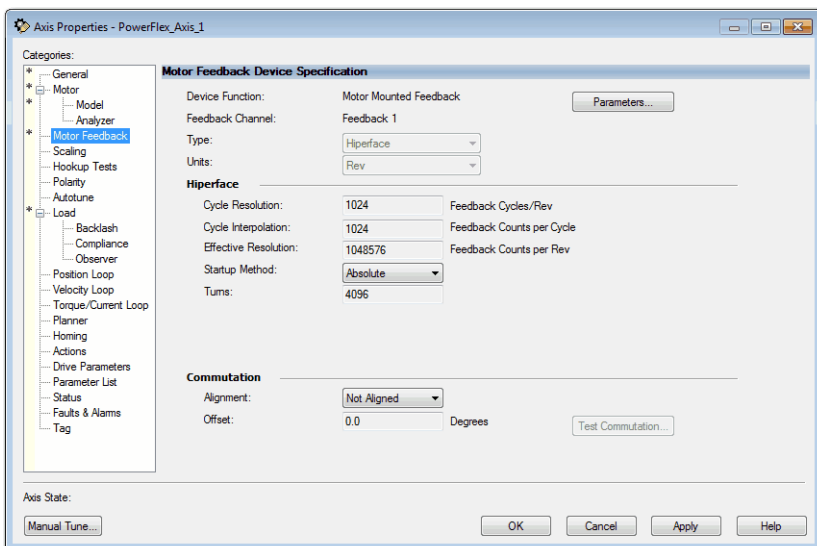 Axis Properties - PowerFlex_Axis_1
Categories:
* General
* Motor
* Model
Analyzer
* Motor Feedback
Scaling
Hookup Tests
Polarity
Autotune
* Load
Backlash
Compliance
Observer
Position Loop
Velocity Loop
Torque/Current Loop
Planner
Homing
Actions
Drive Parameters
Parameter List
Status
Faults & Alarms
Tag
Motor Feedback Device Specification
Device Function: Motor Mounted Feedback Parameters...
Feedback Channel: Feedback 1
Type: Hiperface
Units: Rev
Hiperface
Cycle Resolution: 1024 Feedback Cycles/Rev
Cycle Interpolation: 1024 Feedback Counts per Cycle
Effective Resolution: 1048576 Feedback Counts per Rev
Startup Method: Absolute
Turns: 4096
Commutation
Alignment: Not Aligned
Offset: 0.0 Degrees Test Commutation...
Axis State:
Manual Tune... OK Cancel Apply Help